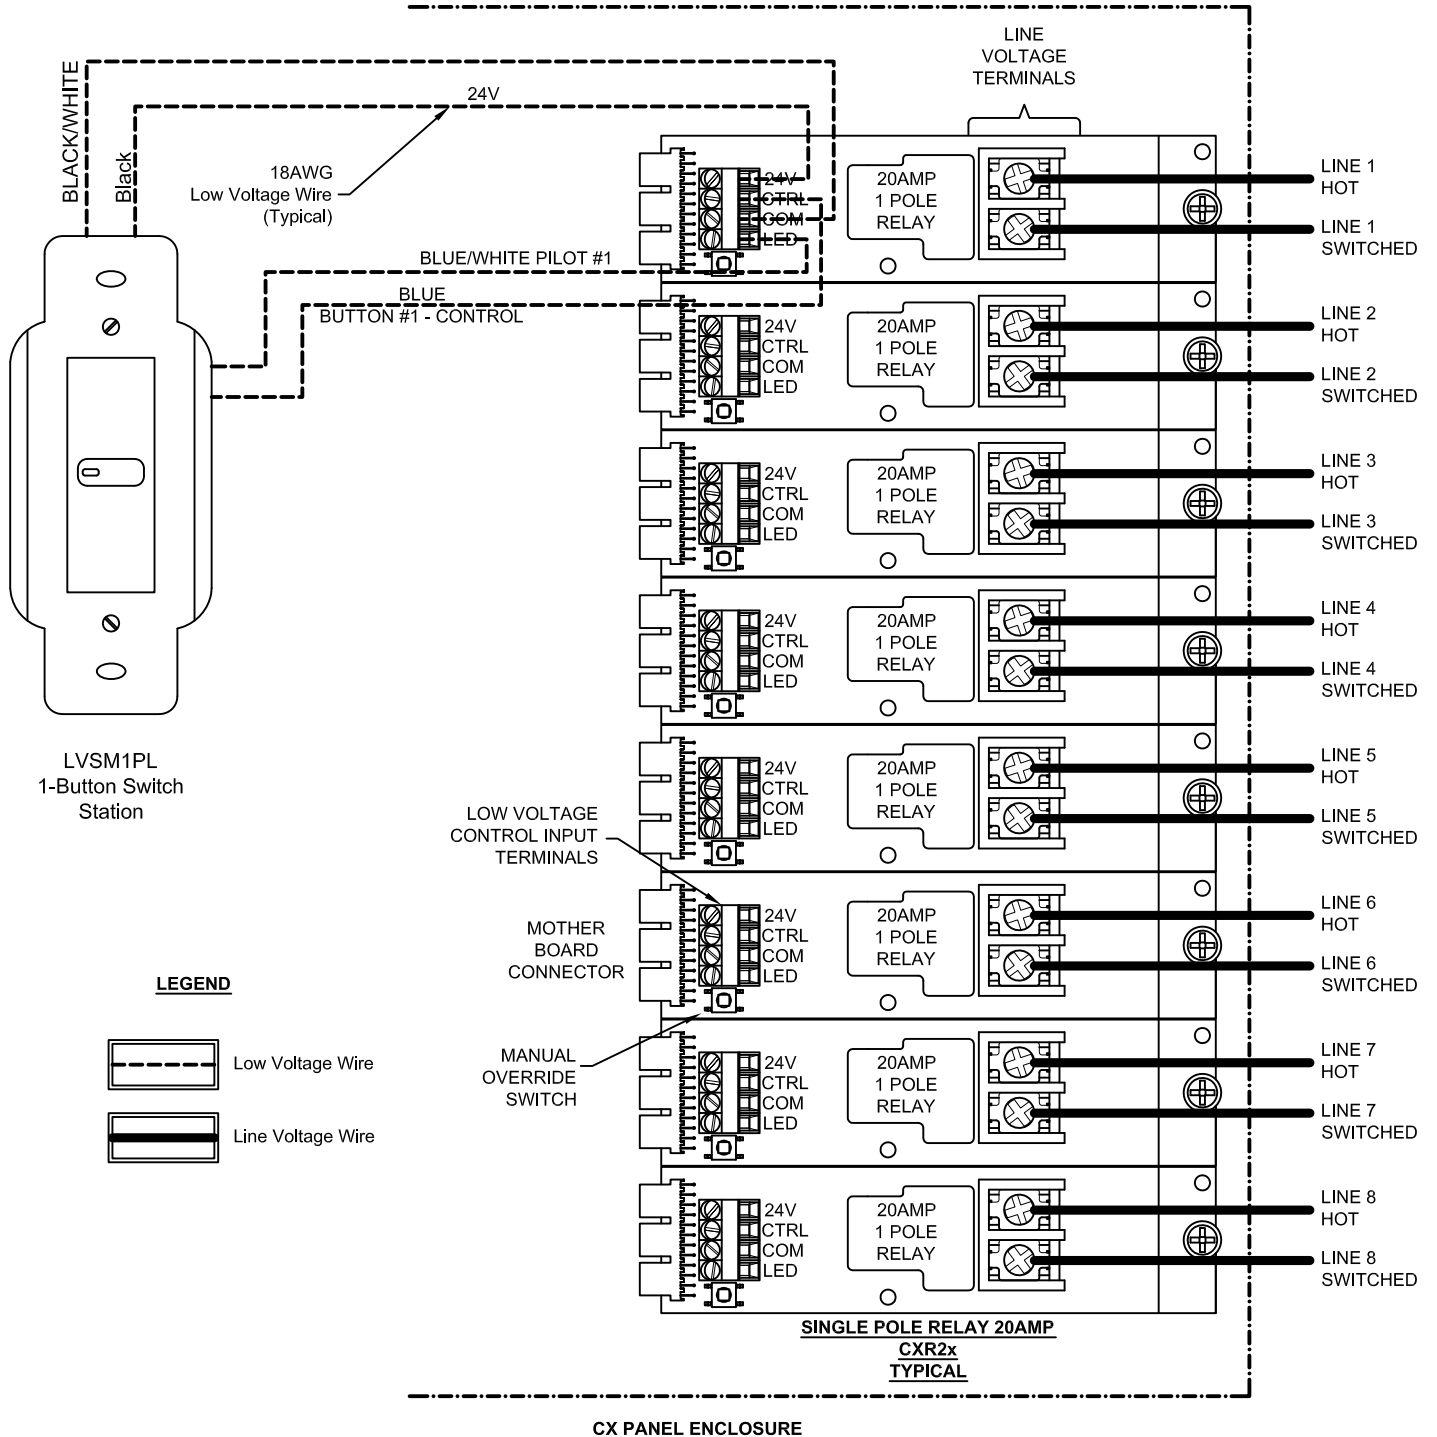 LINE
VOLTAGE
TERMINALS
BLACK/WHITE
Black
24V
18AWG
Low Voltage Wire
(Typical)
BLUE/WHITE PILOT #1
BLUE
BUTTON #1 - CONTROL
24V
CTRL
COM
LED
20AMP
1 POLE
RELAY
LINE 1
HOT
LINE 1
SWITCHED
24V
CTRL
COM
LED
20AMP
1 POLE
RELAY
LINE 2
HOT
LINE 2
SWITCHED
24V
CTRL
COM
LED
20AMP
1 POLE
RELAY
LINE 3
HOT
LINE 3
SWITCHED
24V
CTRL
COM
LED
20AMP
1 POLE
RELAY
LINE 4
HOT
LINE 4
SWITCHED
LVSM1PL
1-Button Switch
Station
24V
CTRL
COM
LED
20AMP
1 POLE
RELAY
LINE 5
HOT
LINE 5
SWITCHED
LOW VOLTAGE
CONTROL INPUT
TERMINALS
MOTHER
BOARD
CONNECTOR
24V
CTRL
COM
LED
20AMP
1 POLE
RELAY
LINE 6
HOT
LINE 6
SWITCHED
LEGEND
Low Voltage Wire
Line Voltage Wire
MANUAL
OVERRIDE
SWITCH
24V
CTRL
COM
LED
20AMP
1 POLE
RELAY
LINE 7
HOT
LINE 7
SWITCHED
24V
CTRL
COM
LED
20AMP
1 POLE
RELAY
LINE 8
HOT
LINE 8
SWITCHED
SINGLE POLE RELAY 20AMP
CXR2x
TYPICAL
CX PANEL ENCLOSURE